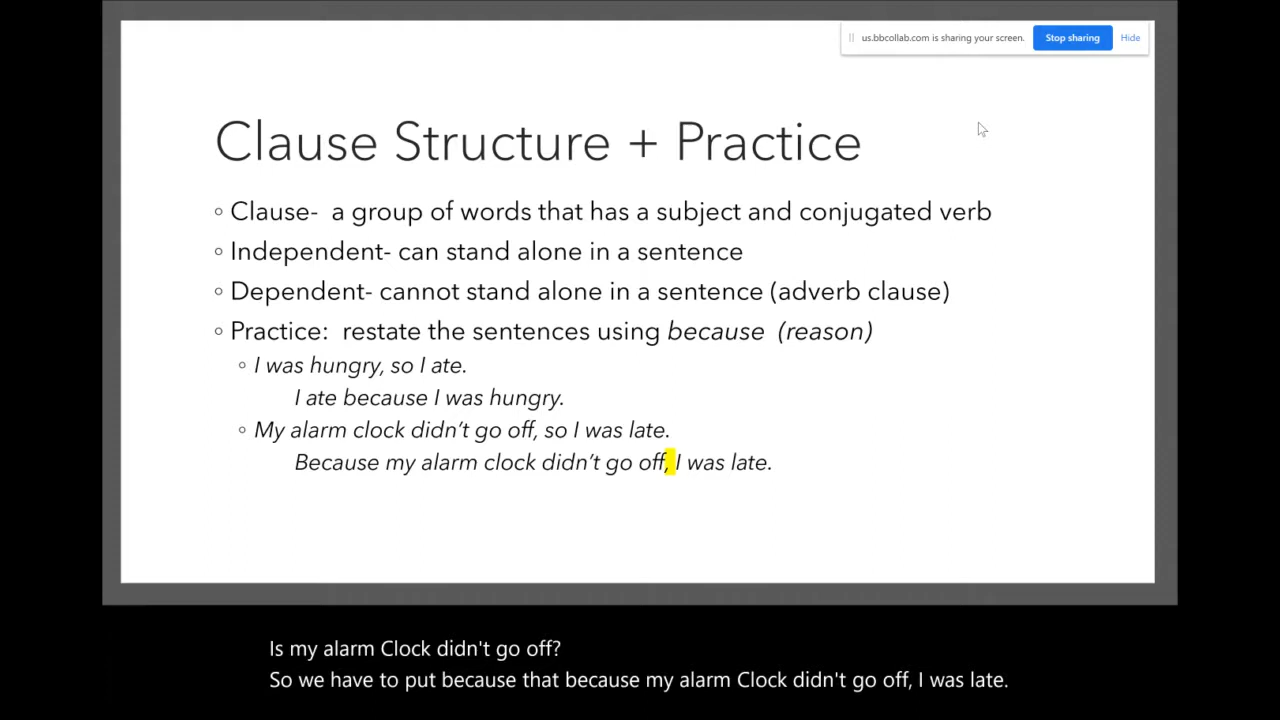 us.bbcollab.com is sharing your screen. Stop sharing Hide
Clause Structure + Practice
Clause- a group of words that has a subject and conjugated verb
Independent- can stand alone in a sentence
Dependent- cannot stand alone in a sentence (adverb clause)
Practice: restate the sentences using because (reason)
I was hungry, so I ate.
I ate because I was hungry.
My alarm clock didn’t go off, so I was late.
Because my alarm clock didn’t go off, I was late.
Is my alarm Clock didn't go off?
So we have to put because that because my alarm Clock didn't go off, I was late.